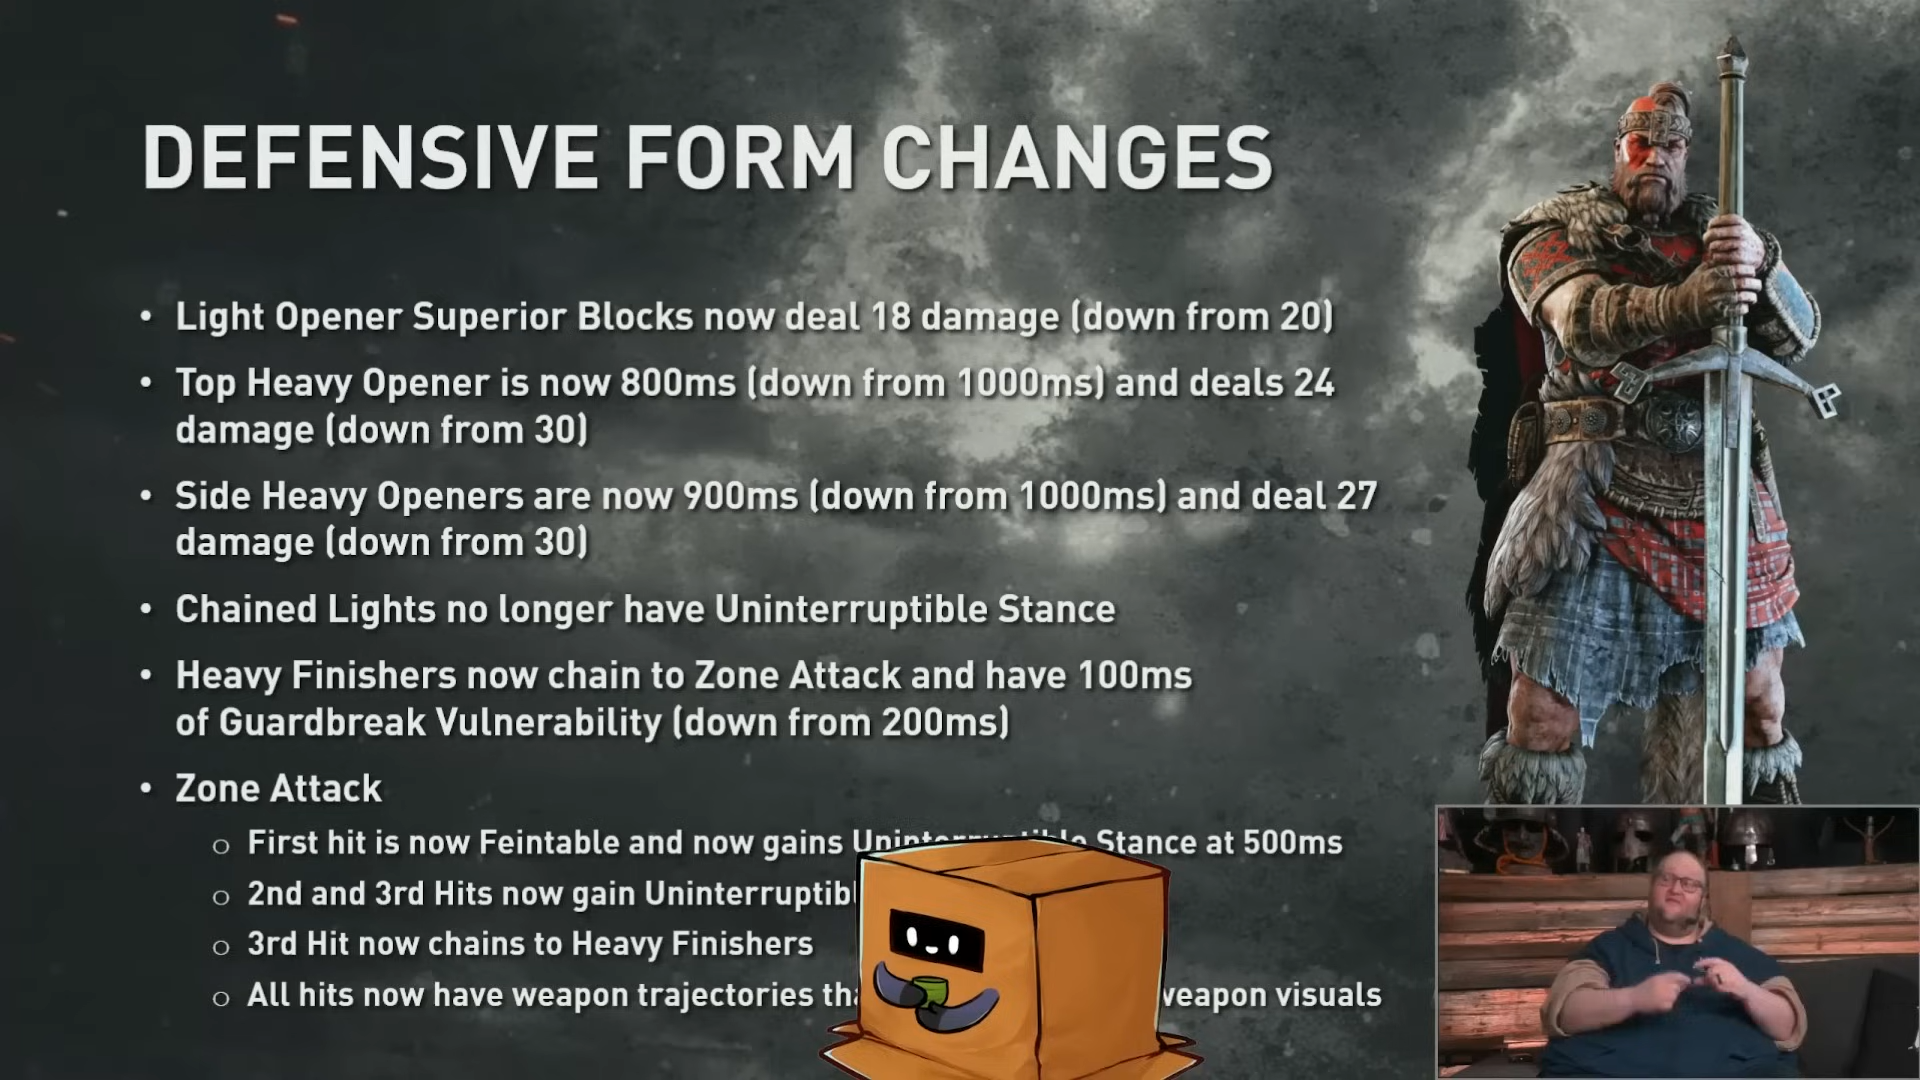 DEFENSIVE FORM CHANGES
• Light Opener Superior Blocks now deal 18 damage (down from 20)
• Top Heavy Opener is now 800ms (down from 1000ms) and deals 24
damage (down from 30)
• Side Heavy Openers are now 900ms (down from 1000ms) and deal 27
damage (down from 30)
• Chained Lights no longer have Uninterruptible Stance
• Heavy Finishers now chain to Zone Attack and have 100ms
of Guardbreak Vulnerability (down from 200ms)
• Zone Attack
o First hit is now Feintable and now gains Uninterruptible Stance at 500ms
o 2nd and 3rd Hits now gain
o 3rd Hit now chains to Heavy Finishers
o All hits now have weapon trajectories weapon visuals